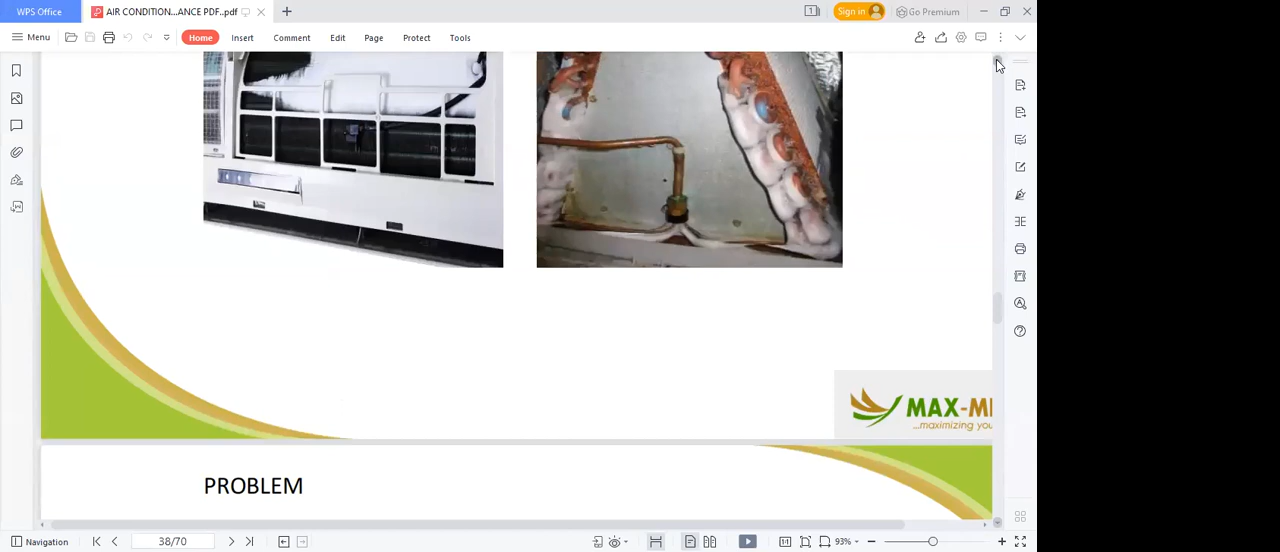 WPS Office
AIR CONDITION...ANCE PDF..pdf
Sign in
Go Premium
Menu
Home
Insert
Comment
Edit
Page
Protect
Tools
MAX-MI
...maximizing you
PROBLEM
Navigation
38/70
93%